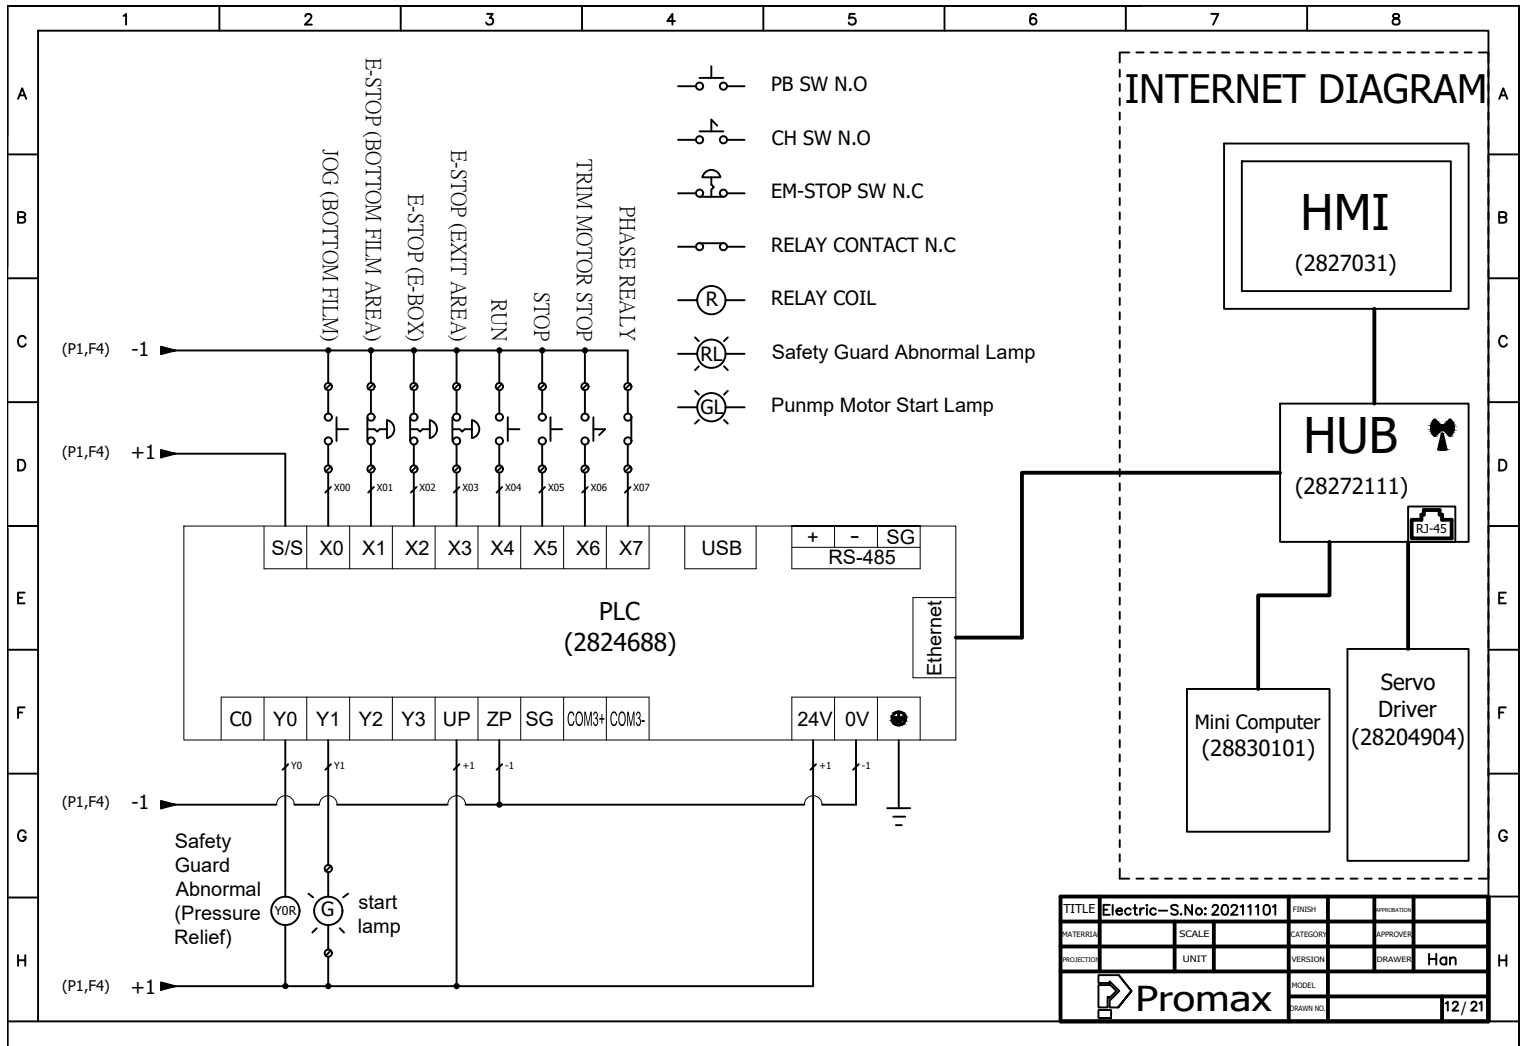 1 2 3 4 5 6 7 8
A A
B B
C C
D D
E E
F F
G G
H H
JOG (BOTTOM FILM)
E-STOP (BOTTOM FILM AREA)
E-STOP (E-BOX)
E-STOP (EXIT AREA)
RUN
STOP
TRIM MOTOR STOP
PHASE REALY
PB SW N.O
CH SW N.O
EM-STOP SW N.C
RELAY CONTACT N.C
R RELAY COIL
RL Safety Guard Abnormal Lamp
GL Punmp Motor Start Lamp
(P1,F4) -1
(P1,F4) +1
X00 X01 X02 X03 X04 X05 X06 X07
S/S X0 X1 X2 X3 X4 X5 X6 X7 USB
+ - SG
RS-485
PLC
(2824688)
Ethernet
C0 Y0 Y1 Y2 Y3 UP ZP SG COM3+ COM3- 24V 0V
Y0 Y1 +1 -1 +1 -1
(P1,F4) -1
Safety
Guard
Abnormal
(Pressure
Relief)
Y0R
G
start
lamp
(P1,F4) +1
INTERNET DIAGRAM
HMI
(2827031)
HUB
(28272111)
RJ-45
Mini Computer
(28830101)
Servo
Driver
(28204904)
TITLE Electric-S.No: 20211101 FINISH APPROBATION
MATERRIA SCALE CATEGORY APPROVER
PROJECTION UNIT VERSION DRAWER Han
Promax
MODEL
DRAWN NO.
12/ 21